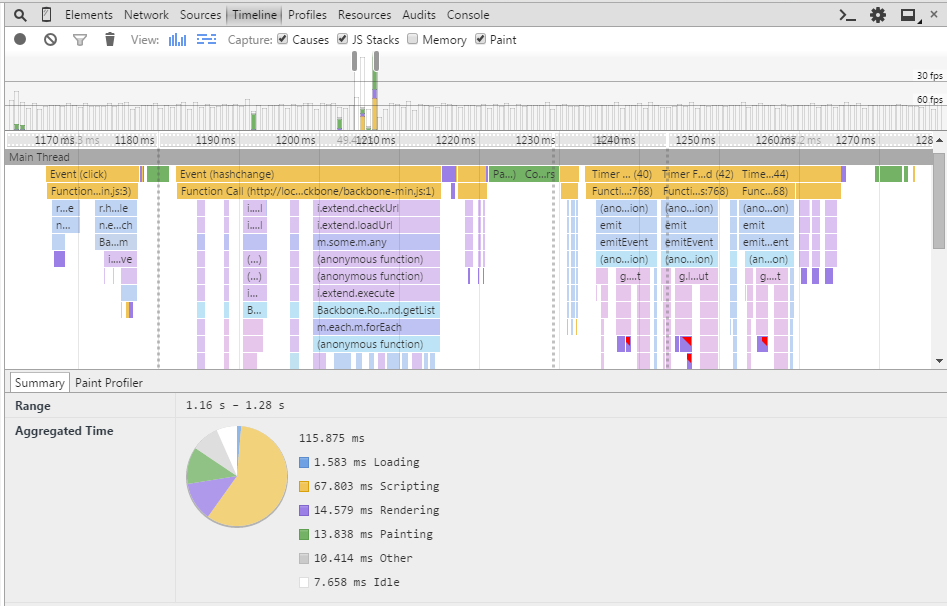 Elements Network Sources Timeline Profiles Resources Audits Console
View: Capture: Causes JS Stacks Memory Paint
30 fps
60 fps
1170 ms 1180 ms 1190 ms 1200 ms 1210 ms 1220 ms 1230 ms 1240 ms 1250 ms 1260 ms 1270 ms 128
Main Thread
Event (click) Event (hashchange) Pa...) Co...rs Timer ... (40) Timer F...d (42) Time...44)
Function...in.js:3) Function Call (http://loc...ckbone/backbone-min.js:1) Functi...:768) Function...s:768) Func...68)
r...e r.h...le i....l i.extend.checkUrl (ano...ion) (ano...ion) (ano...on)
n... n.e...ch i....l i.extend.loadUrl emit emit emit
Ba...m (...) m.some.m.any emitEvent emitEvent emit...ent
i....ve (...) (anonymous function) (ano...ion) (ano...ion) (an...on)
(...) (anonymous function) g....t g.l...ut g....t
i... i.extend.execute
B... Backbone.Ro...nd.getList
m.each.m.forEach
(anonymous function)
Summary Paint Profiler
Range 1.16 s – 1.28 s
Aggregated Time
115.875 ms
1.583 ms Loading
67.803 ms Scripting
14.579 ms Rendering
13.838 ms Painting
10.414 ms Other
7.658 ms Idle